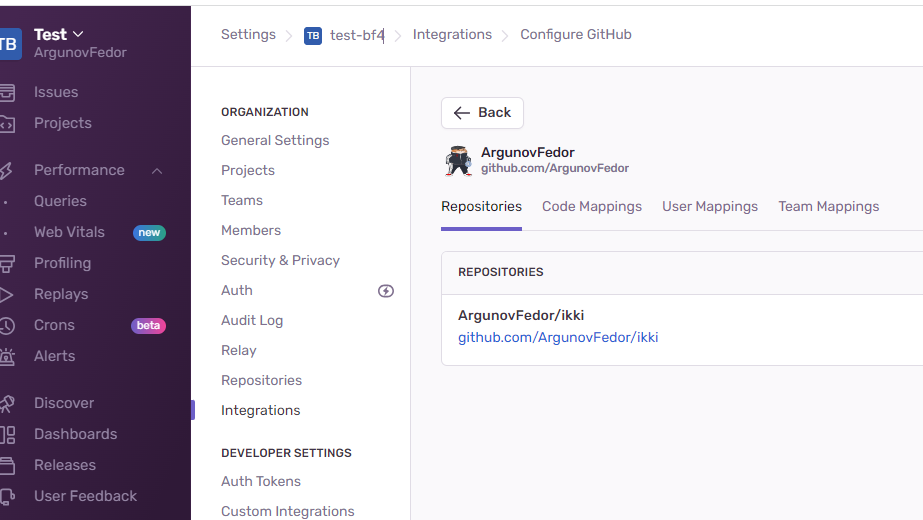 TB
Test
ArgunovFedor
Issues
Projects
Performance
Queries
Web Vitals new
Profiling
Replays
Crons beta
Alerts
Discover
Dashboards
Releases
User Feedback
Settings TB test-bf4 Integrations Configure GitHub
ORGANIZATION
General Settings
Projects
Teams
Members
Security & Privacy
Auth
Audit Log
Relay
Repositories
Integrations
DEVELOPER SETTINGS
Auth Tokens
Custom Integrations
Back
ArgunovFedor
github.com/ArgunovFedor
Repositories Code Mappings User Mappings Team Mappings
REPOSITORIES
ArgunovFedor/ikki
github.com/ArgunovFedor/ikki